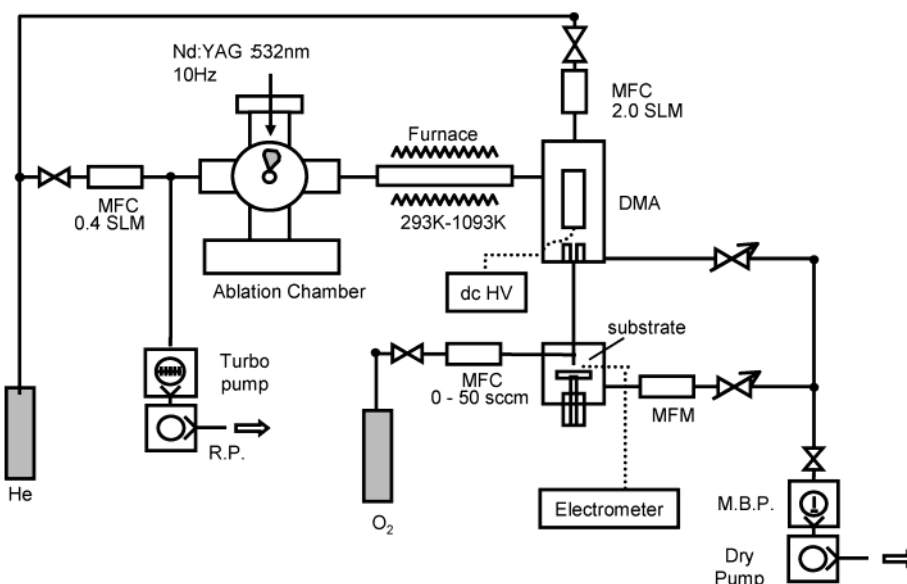 Nd:YAG :532nm
10Hz
MFC
2.0 SLM
Furnace
MFC
0.4 SLM
293K-1093K
DMA
Ablation Chamber
dc HV
substrate
Turbo
pump
MFC
0 - 50 sccm
MFM
R.P.
He
O2
Electrometer
M.B.P.
Dry
Pump